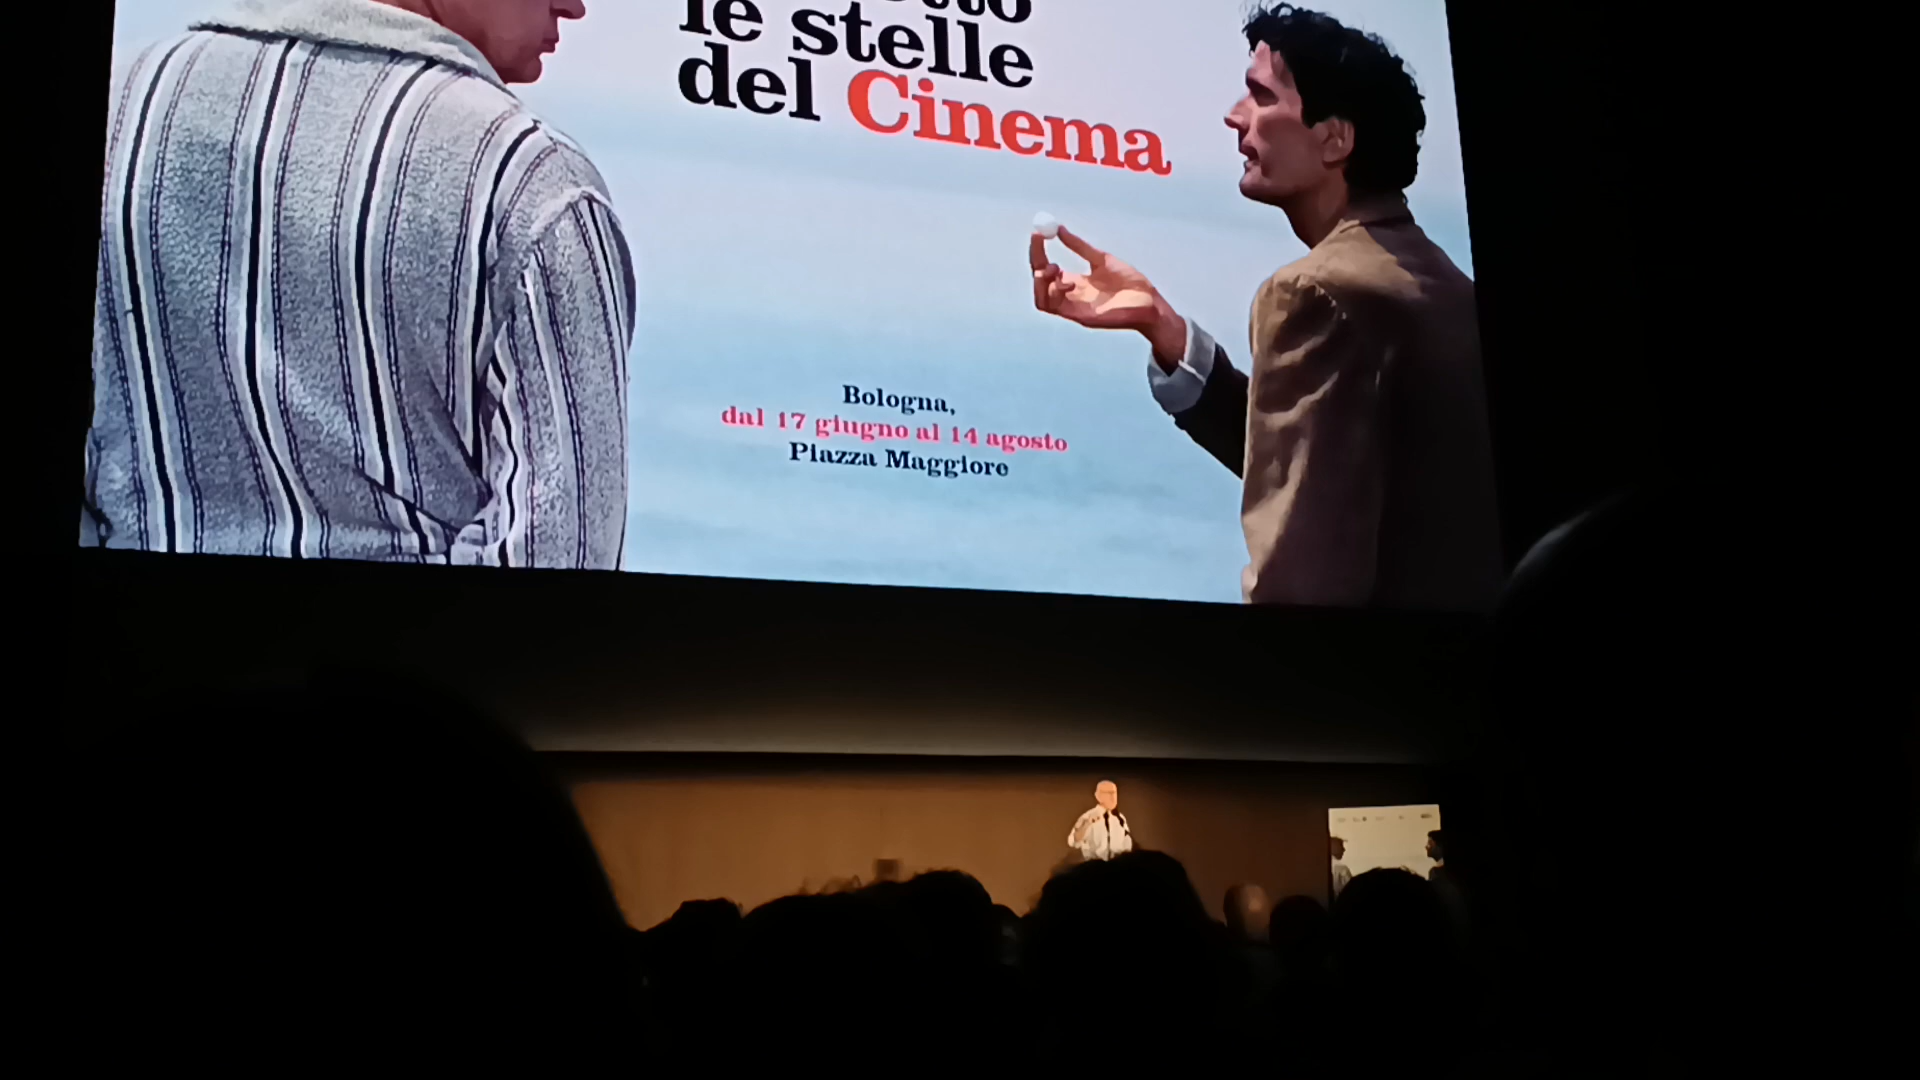 le stelle
del Cinema
Bologna,
dal 17 giugno al 14 agosto
Piazza Maggiore